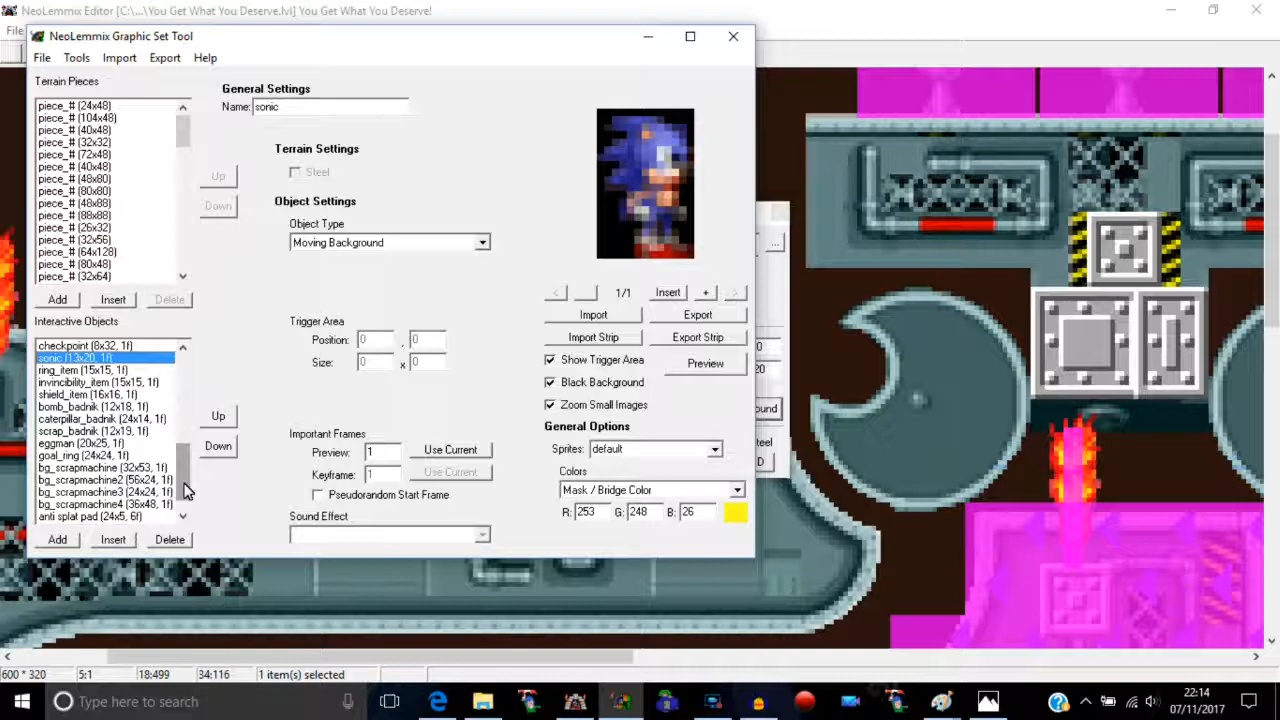 NeoLemmix Editor [C:\...\You Get What You Deserve.lvl] You Get What You Deserve!
File
NeoLemmix Graphic Set Tool
File Tools Import Export Help
Terrain Pieces
piece_# (24x48)
piece_# (104x48)
piece_# (40x48)
piece_# (32x32)
piece_# (72x48)
piece_# (40x48)
piece_# (48x80)
piece_# (80x80)
piece_# (48x88)
piece_# (88x88)
piece_# (26x32)
piece_# (32x56)
piece_# (64x128)
piece_# (80x48)
piece_# (32x64)
Up
Down
Add Insert Delete
Interactive Objects
checkpoint (8x32, 1f)
sonic (13x20, 1f)
ring_item (15x15, 1f)
invincibility_item (15x15, 1f)
shield_item (16x16, 1f)
bomb_badnik (12x18, 1f)
caterpillar_badnik (24x14, 1f)
scrap_badnik (12x19, 1f)
eggman (20x25, 1f)
goal_ring (24x24, 1f)
bg_scrapmachine (32x53, 1f)
bg_scrapmachine2 (56x24, 1f)
bg_scrapmachine3 (24x24, 1f)
bg_scrapmachine4 (36x48, 1f)
anti splat pad (24x5, 6f)
Up
Down
Add Insert Delete
General Settings
Name: sonic
Terrain Settings
Steel
Object Settings
Object Type
Moving Background
Trigger Area
Position: 0 , 0
Size: 0 x 0
Important Frames
Preview: 1 Use Current
Keyframe: 1 Use Current
Pseudorandom Start Frame
Sound Effect
< - 1/1 Insert + >
Import Export
Import Strip Export Strip
Show Trigger Area Preview
Black Background
Zoom Small Images
General Options
Sprites: default
Colors
Mask / Bridge Color
R: 253 G: 248 B: 26
...
0
20
ound
teel
D
600 * 320 5:1 18:499 34:116 1 item(s) selected
Type here to search
22:14
07/11/2017